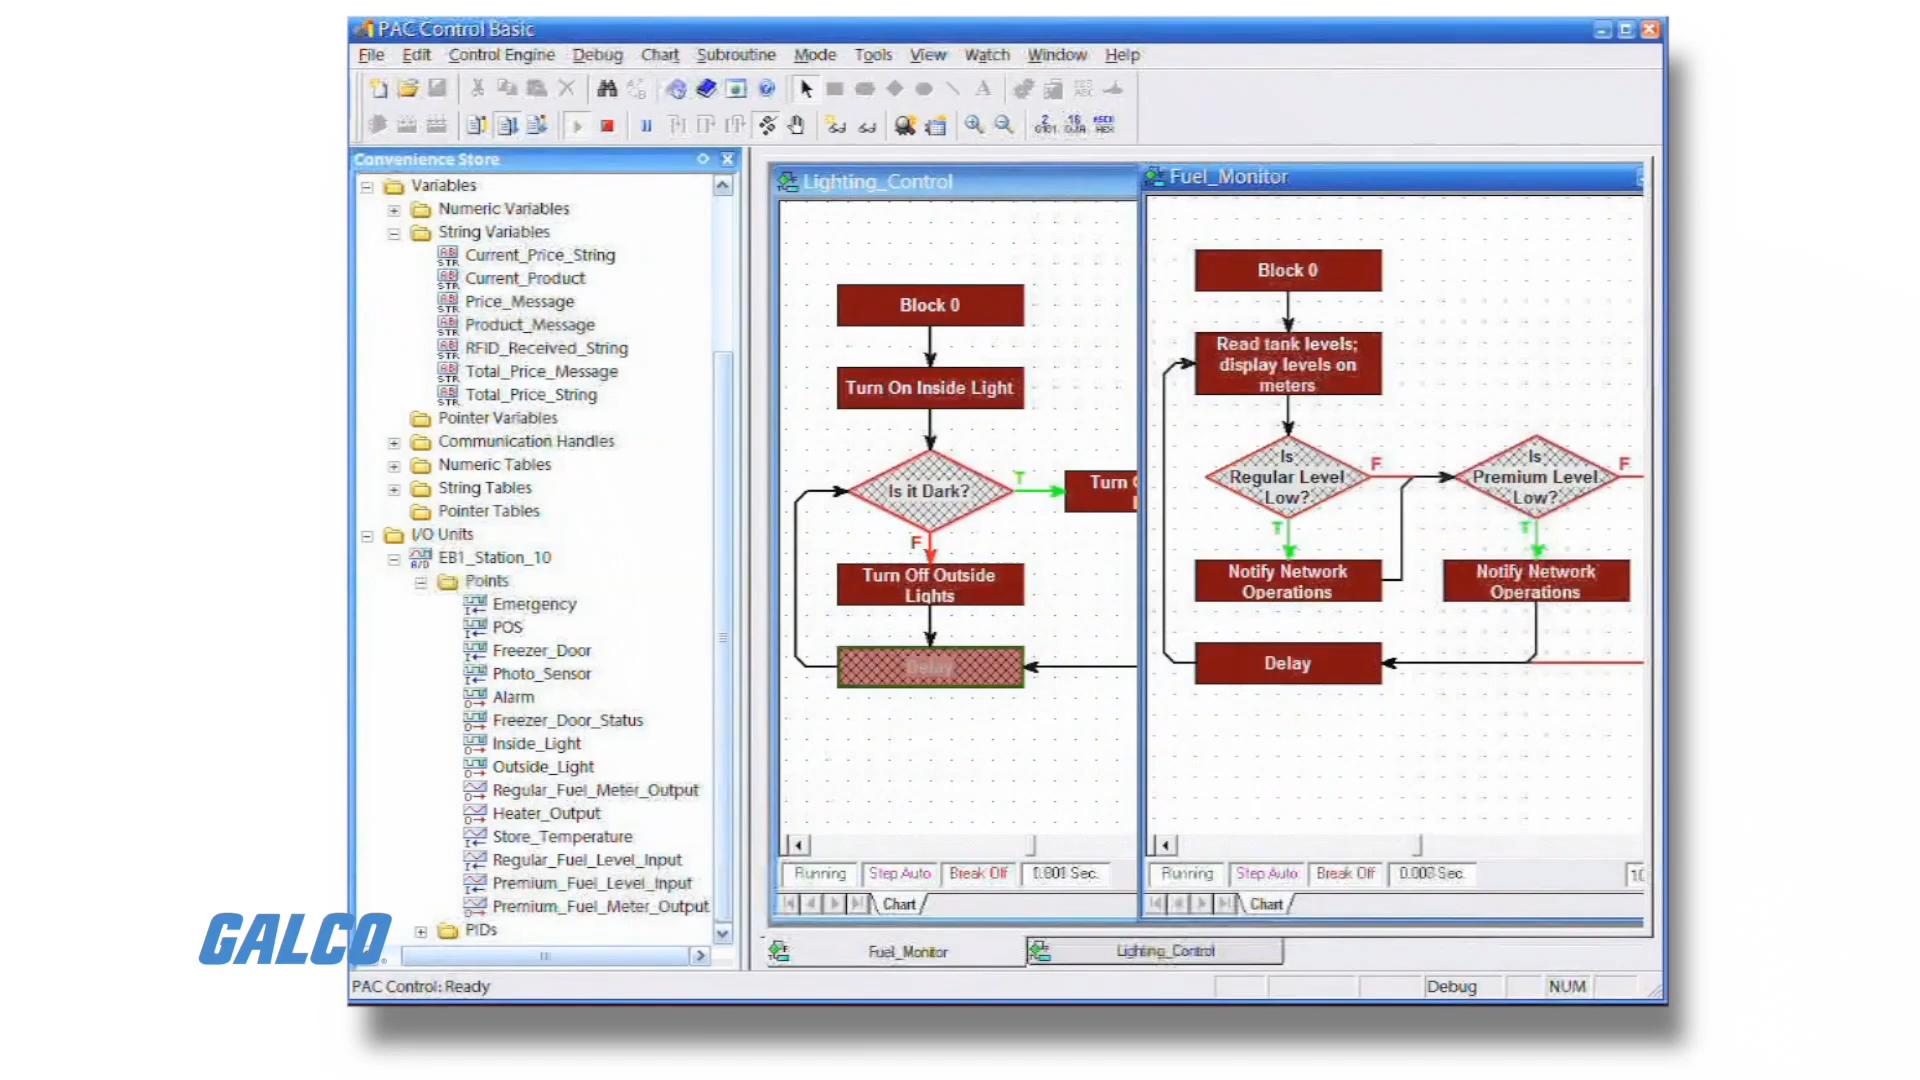 PAC Control Basic
File Edit Control Engine Debug Chart Subroutine Mode Tools View Watch Window Help
Convenience Store
Variables
Numeric Variables
String Variables
Current_Price_String
Current_Product
Price_Message
Product_Message
RFID_Received_String
Total_Price_Message
Total_Price_String
Pointer Variables
Communication Handles
Numeric Tables
String Tables
Pointer Tables
I/O Units
EB1_Station_10
Points
Emergency
POS
Freezer_Door
Photo_Sensor
Alarm
Freezer_Door_Status
Inside_Light
Outside_Light
Regular_Fuel_Meter_Output
Heater_Output
Store_Temperature
Regular_Fuel_Level_Input
Premium_Fuel_Level_Input
Premium_Fuel_Meter_Output
PIDs
GALCO
Lighting_Control
Block 0
Turn On Inside Light
Is it Dark?
T
Turn
F
Turn Off Outside
Lights
Delay
Running Step Auto Break Off 0.001 Sec.
Chart
Fuel_Monitor
Block 0
Read tank levels;
display levels on
meters
Is
Regular Level
Low?
F
T
Is
Premium Level
Low?
F
T
Notify Network
Operations
Notify Network
Operations
Delay
Running Step Auto Break Off 0.003 Sec.
Chart
Fuel_Monitor
Lighting_Control
PAC Control: Ready
Debug NUM